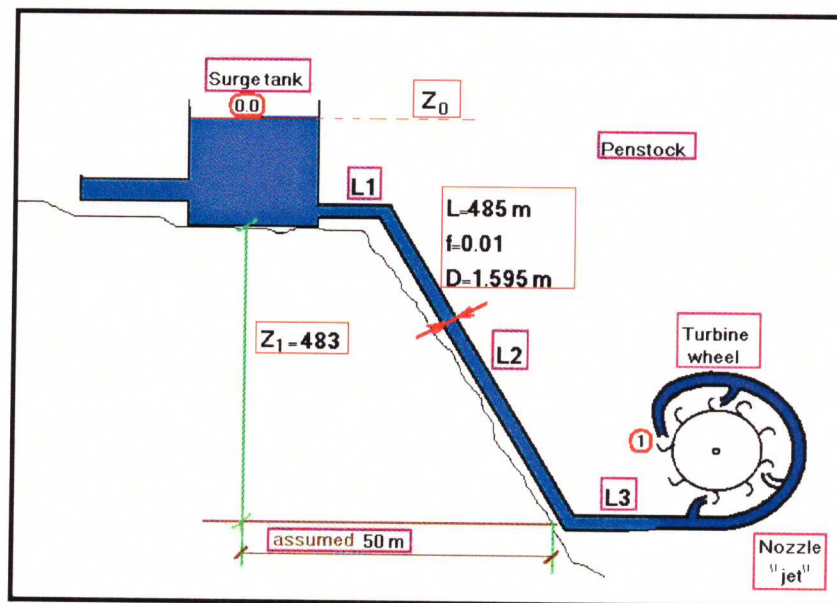 Surge tank
0.0
Z0
Penstock
L1
L=485 m
f=0.01
D=1.595 m
Z1 = 483
L2
Turbine
wheel
1
L3
assumed 50 m
Nozzle
"jet"